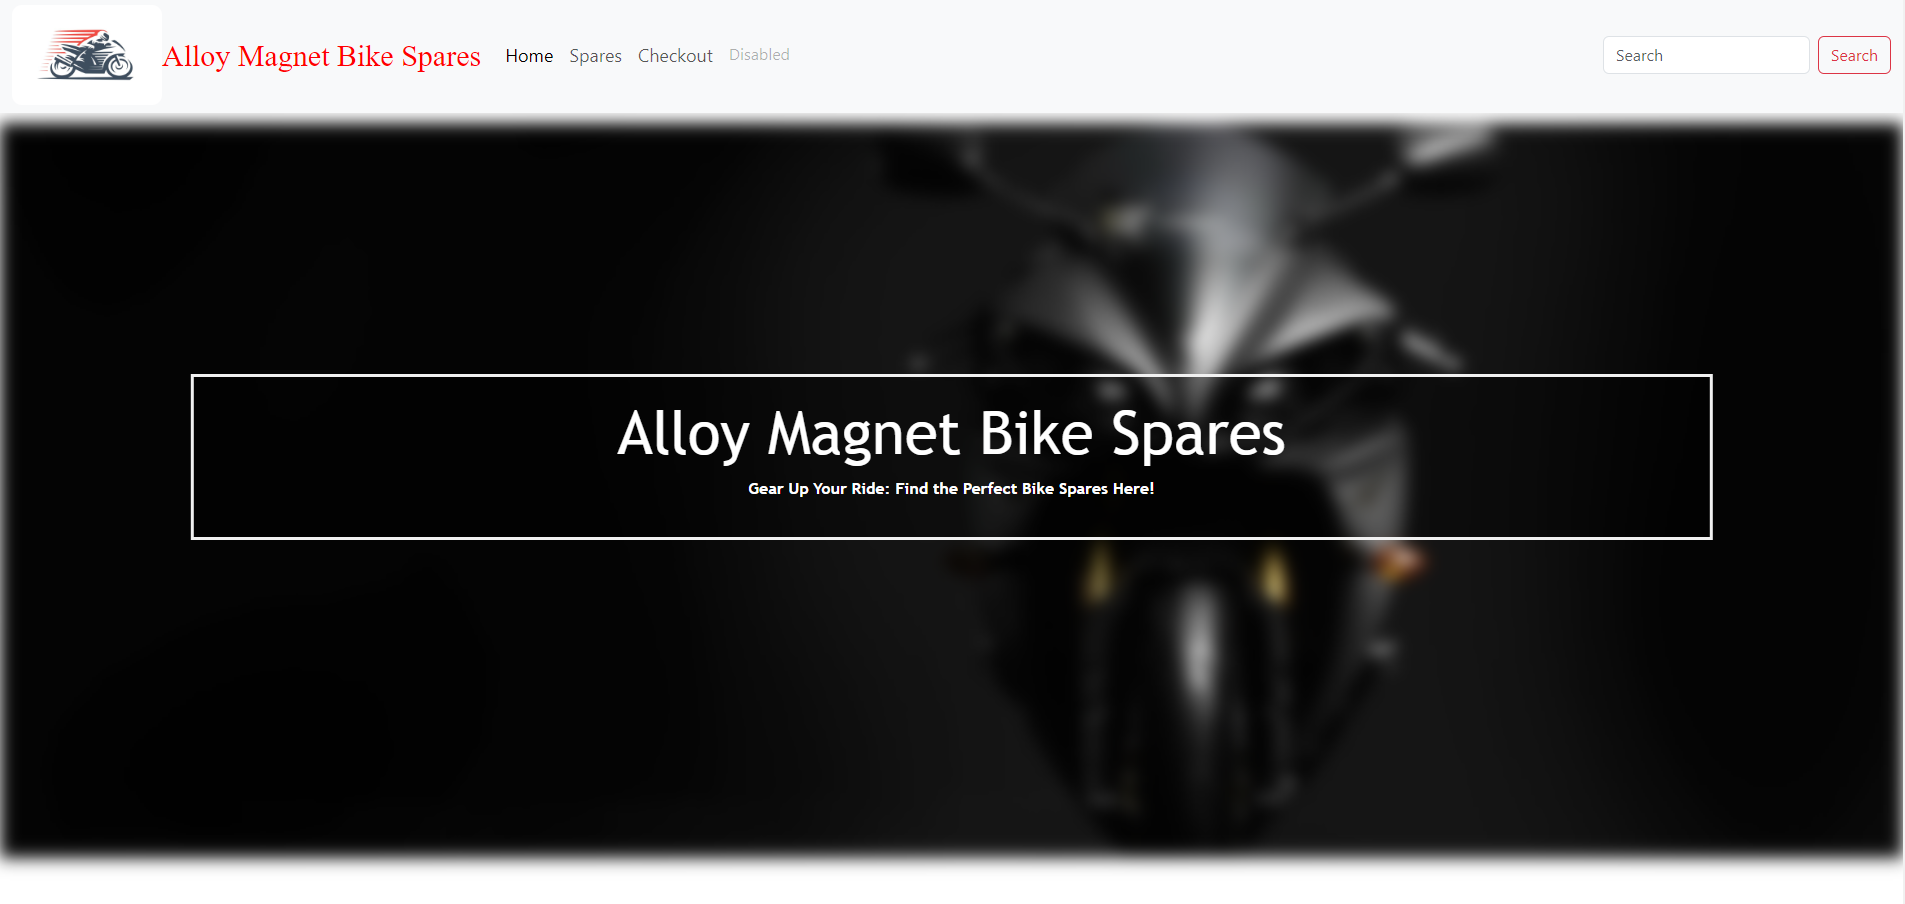 Alloy Magnet Bike Spares Home Spares Checkout Disabled Search Search
Alloy Magnet Bike Spares
Gear Up Your Ride: Find the Perfect Bike Spares Here!